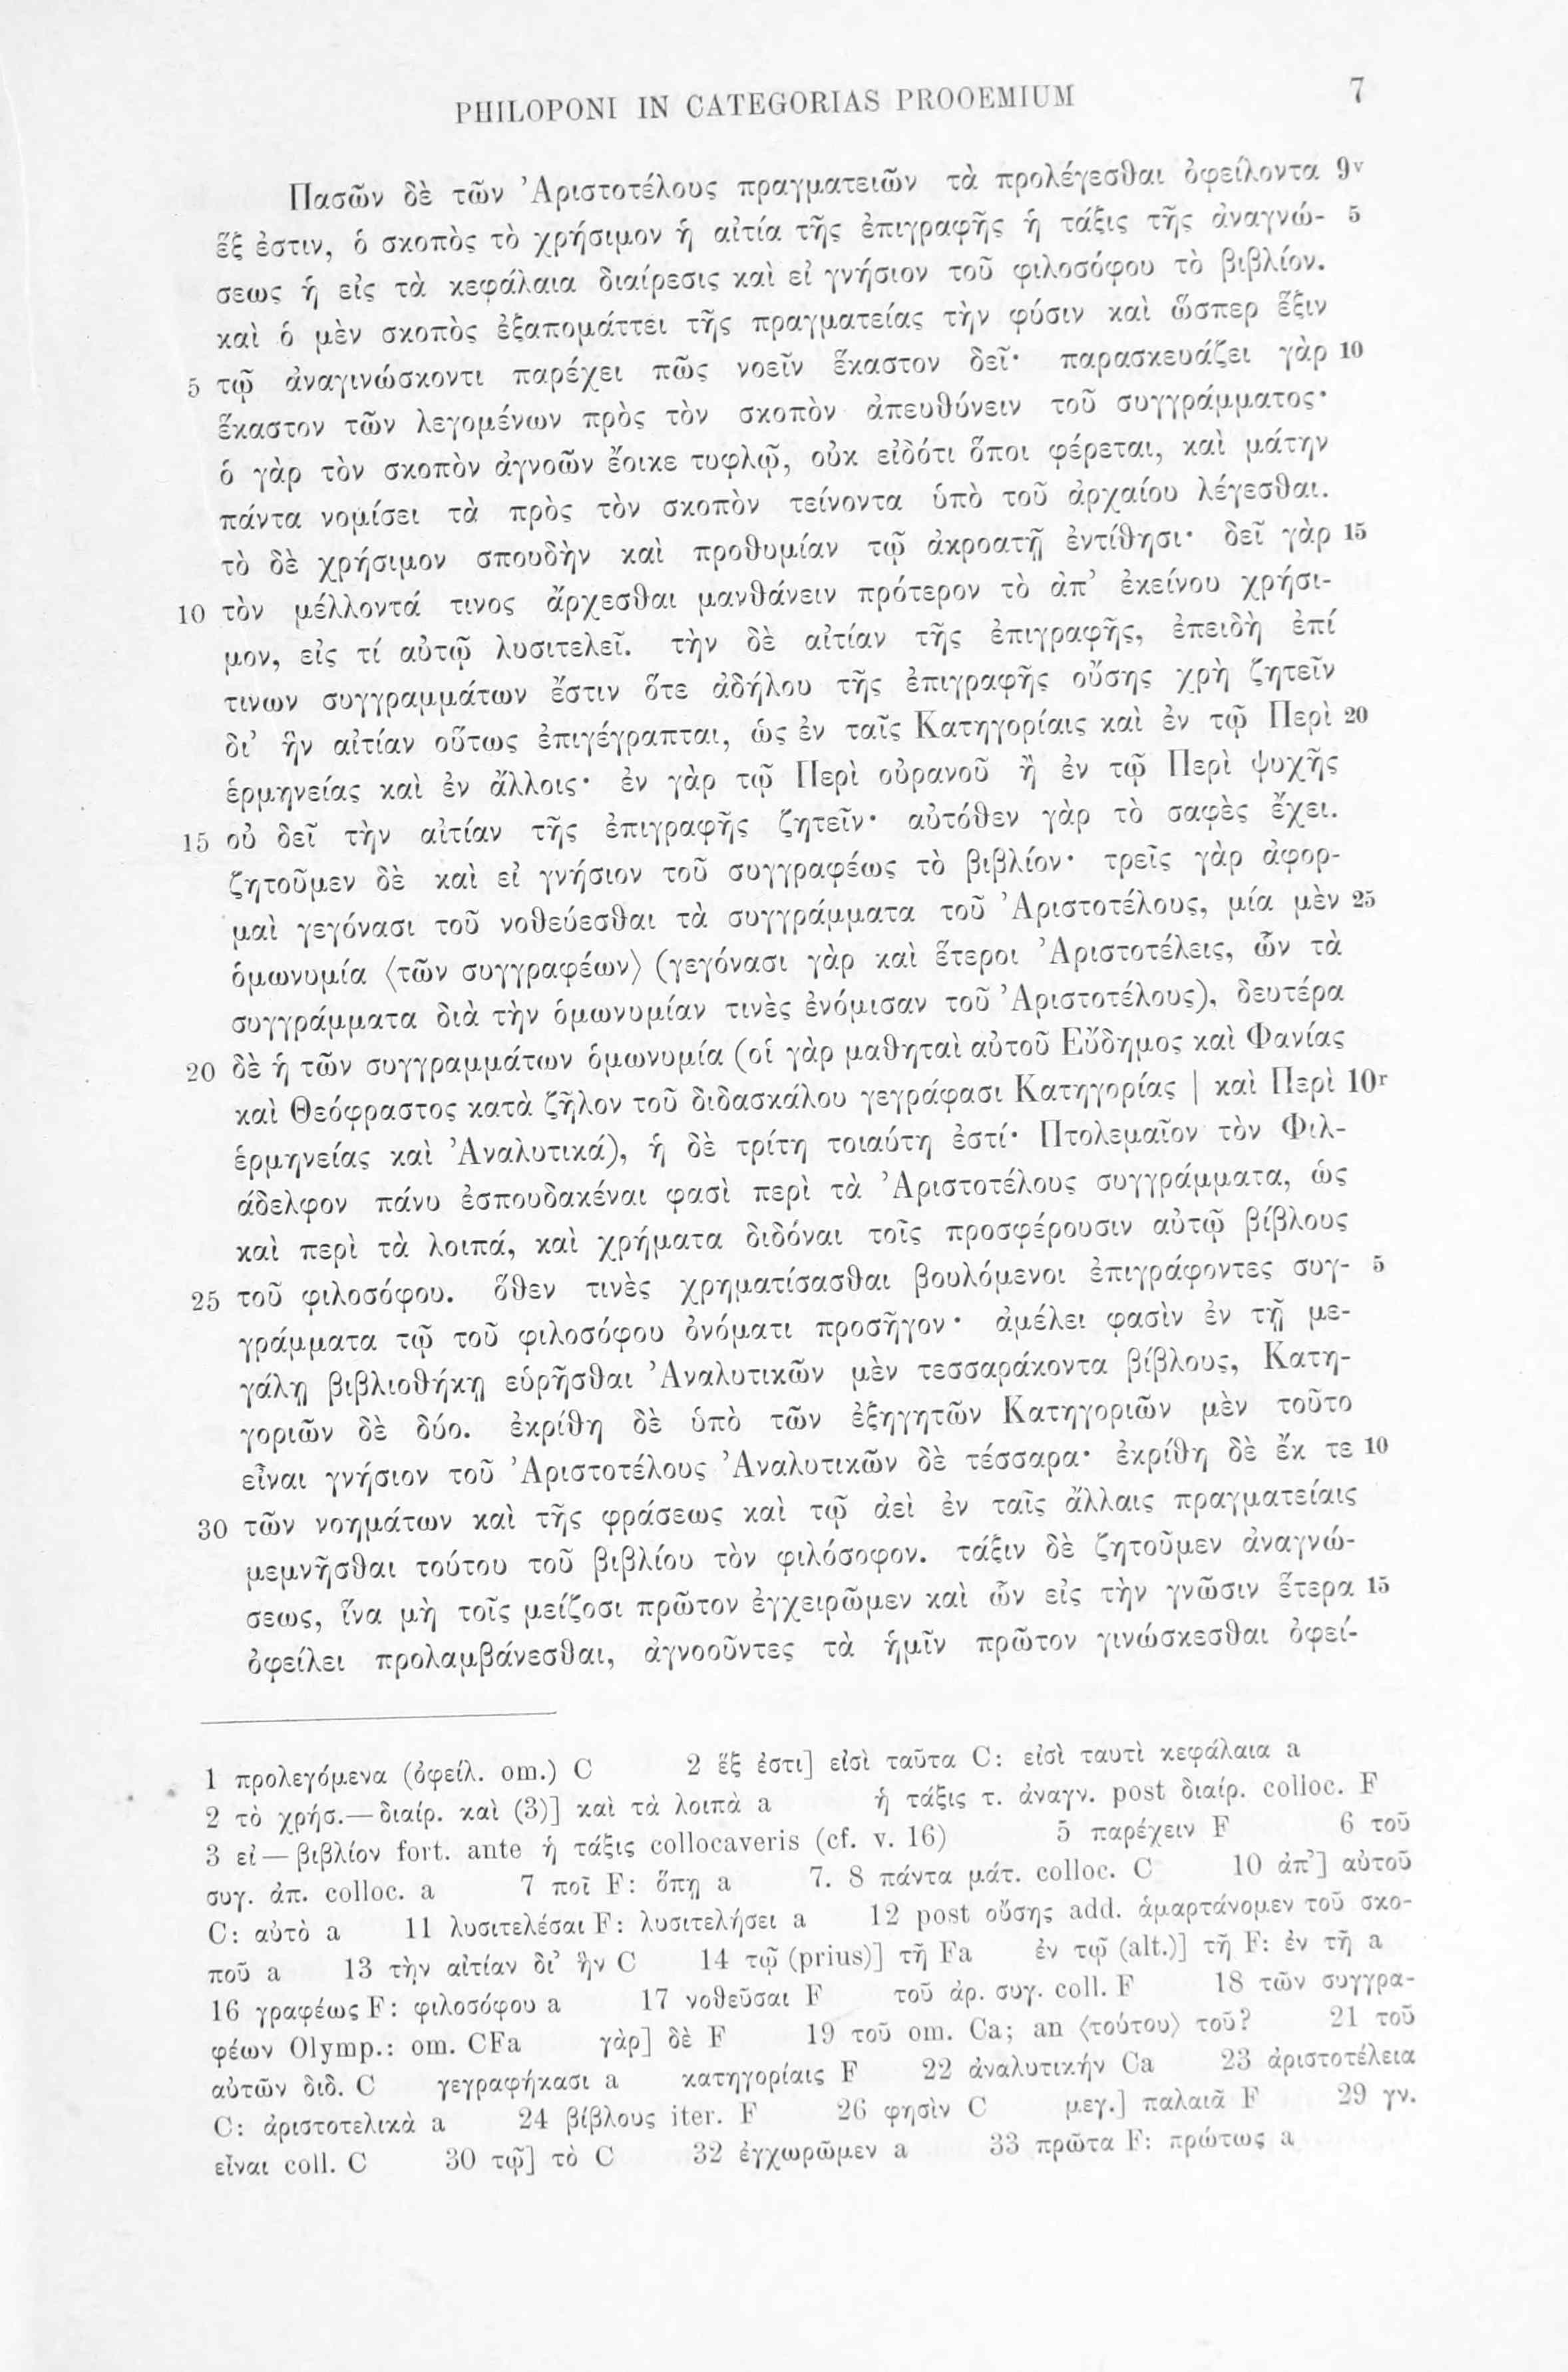 PHILOPONI IN CATEGORIAS PROOEMIUM 7
Πασῶν δὲ τῶν Ἀριστοτέλους πραγματειῶν τὰ προλέγεσθαι ὀφείλοντα 9v
ἕξ ἐστιν, ὁ σκοπὸς τὸ χρήσιμον ἡ αἰτία τῆς ἐπιγραφῆς ἡ τάξις τῆς ἀναγνώ- 5
σεως ἡ εἰς τὰ κεφάλαια διαίρεσις καὶ εἰ γνήσιον τοῦ φιλοσόφου τὸ βιβλίον.
καὶ ὁ μὲν σκοπὸς ἐξαπομάττει τῆς πραγματείας τὴν φύσιν καὶ ὥσπερ ἕξιν
5 τῷ ἀναγινώσκοντι παρέχει πῶς νοεῖν ἕκαστον δεῖ· παρασκευάζει γὰρ 10
ἕκαστον τῶν λεγομένων πρὸς τὸν σκοπὸν ἀπευθύνειν τοῦ συγγράμματος·
ὁ γὰρ τὸν σκοπὸν ἀγνοῶν ἔοικε τυφλῷ, οὐκ εἰδότι ὅποι φέρεται, καὶ μάτην
πάντα νομίσει τὰ πρὸς τὸν σκοπὸν τείνοντα ὑπὸ τοῦ ἀρχαίου λέγεσθαι.
τὸ δὲ χρήσιμον σπουδὴν καὶ προθυμίαν τῷ ἀκροατῇ ἐντίθησι· δεῖ γὰρ 15
10 τὸν μέλλοντά τινος ἄρχεσθαι μανθάνειν πρότερον τὸ ἀπ’ ἐκείνου χρήσι-
μον, εἰς τί αὐτῷ λυσιτελεῖ. τὴν δὲ αἰτίαν τῆς ἐπιγραφῆς, ἐπειδὴ ἐπί
τινων συγγραμμάτων ἔστιν ὅτε ἀδήλου τῆς ἐπιγραφῆς οὔσης χρὴ ζητεῖν
δι’ ἣν αἰτίαν οὕτως ἐπιγέγραπται, ὡς ἐν ταῖς Κατηγορίαις καὶ ἐν τῷ Περὶ 20
ἑρμηνείας καὶ ἐν ἄλλοις· ἐν γὰρ τῷ Περὶ οὐρανοῦ ἢ ἐν τῷ Περὶ ψυχῆς
15 οὐ δεῖ τὴν αἰτίαν τῆς ἐπιγραφῆς ζητεῖν· αὐτόθεν γὰρ τὸ σαφὲς ἔχει.
ζητοῦμεν δὲ καὶ εἰ γνήσιον τοῦ συγγραφέως τὸ βιβλίον· τρεῖς γὰρ ἀφορ-
μαὶ γεγόνασι τοῦ νοθεύεσθαι τὰ συγγράμματα τοῦ Ἀριστοτέλους, μία μὲν 25
ὁμωνυμία ⟨τῶν συγγραφέων⟩ (γεγόνασι γὰρ καὶ ἕτεροι Ἀριστοτέλεις, ὧν τὰ
συγγράμματα διὰ τὴν ὁμωνυμίαν τινὲς ἐνόμισαν τοῦ Ἀριστοτέλους), δευτέρα
20 δὲ ἡ τῶν συγγραμμάτων ὁμωνυμία (οἱ γὰρ μαθηταὶ αὐτοῦ Εὔδημος καὶ Φανίας
καὶ Θεόφραστος κατὰ ζῆλον τοῦ διδασκάλου γεγράφασι Κατηγορίας | καὶ Περὶ 10r
ἑρμηνείας καὶ Ἀναλυτικά), ἡ δὲ τρίτη τοιαύτη ἐστί· Πτολεμαῖον τὸν Φιλ-
άδελφον πάνυ ἐσπουδακέναι φασὶ περὶ τὰ Ἀριστοτέλους συγγράμματα, ὡς
καὶ περὶ τὰ λοιπά, καὶ χρήματα διδόναι τοῖς προσφέρουσιν αὐτῷ βίβλους
25 τοῦ φιλοσόφου. ὅθεν τινὲς χρηματίσασθαι βουλόμενοι ἐπιγράφοντες συγ- 5
γράμματα τῷ τοῦ φιλοσόφου ὀνόματι προσῆγον· ἀμέλει φασὶν ἐν τῇ με-
γάλῃ βιβλιοθήκῃ εὑρῆσθαι Ἀναλυτικῶν μὲν τεσσαράκοντα βίβλους, Κατη-
γοριῶν δὲ δύο. ἐκρίθη δὲ ὑπὸ τῶν ἐξηγητῶν Κατηγοριῶν μὲν τοῦτο
εἶναι γνήσιον τοῦ Ἀριστοτέλους Ἀναλυτικῶν δὲ τέσσαρα· ἐκρίθη δὲ ἔκ τε 10
30 τῶν νοημάτων καὶ τῆς φράσεως καὶ τῷ ἀεὶ ἐν ταῖς ἄλλαις πραγματείαις
μεμνῆσθαι τούτου τοῦ βιβλίου τὸν φιλόσοφον. τάξιν δὲ ζητοῦμεν ἀναγνώ-
σεως, ἵνα μὴ τοῖς μείζοσι πρῶτον ἐγχειρῶμεν καὶ ὧν εἰς τὴν γνῶσιν ἕτερα 15
ὀφείλει προλαμβάνεσθαι, ἀγνοοῦντες τὰ ἡμῖν πρῶτον γινώσκεσθαι ὀφεί-
1 προλεγόμενα (ὀφείλ. om.) C 2 ἕξ ἐστι] εἰσὶ ταῦτα C: εἰσὶ ταυτὶ κεφάλαια a
2 τὸ χρήσ.—διαίρ. καὶ (3)] καὶ τὰ λοιπὰ a ἡ τάξις τ. ἀναγν. post διαίρ. colloc. F
3 εἰ—βιβλίον fort. ante ἡ τάξις collocaveris (cf. v. 16) 5 παρέχειν F 6 τοῦ
συγ. ἀπ. colloc. a 7 ποῖ F: ὅπῃ a 7. 8 πάντα μάτ. colloc. C 10 ἀπ’] αὐτοῦ
C: αὐτὸ a 11 λυσιτελέσαι F: λυσιτελήσει a 12 post οὔσης add. ἁμαρτάνομεν τοῦ σκο-
ποῦ a 13 τὴν αἰτίαν δι’ ἣν C 14 τῷ (prius)] τῇ Fa ἐν τῷ (alt.)] τῇ F: ἐν τῇ a
16 γραφέως F: φιλοσόφου a 17 νοθεῦσαι F τοῦ ἀρ. συγ. coll. F 18 τῶν συγγρα-
φέων Olymp.: om. CFa γὰρ] δὲ F 19 τοῦ om. Ca; an ⟨τούτου⟩ τοῦ? 21 τοῦ
αὐτῶν διδ. C γεγραφήκασι a κατηγορίαις F 22 ἀναλυτικήν Ca 23 ἀριστοτέλεια
C: ἀριστοτελικὰ a 24 βίβλους iter. F 26 φησὶν C μεγ.] παλαιᾷ F 29 γν.
εἶναι coll. C 30 τῷ] τὸ C 32 ἐγχωρῶμεν a 33 πρῶτα F: πρώτως a